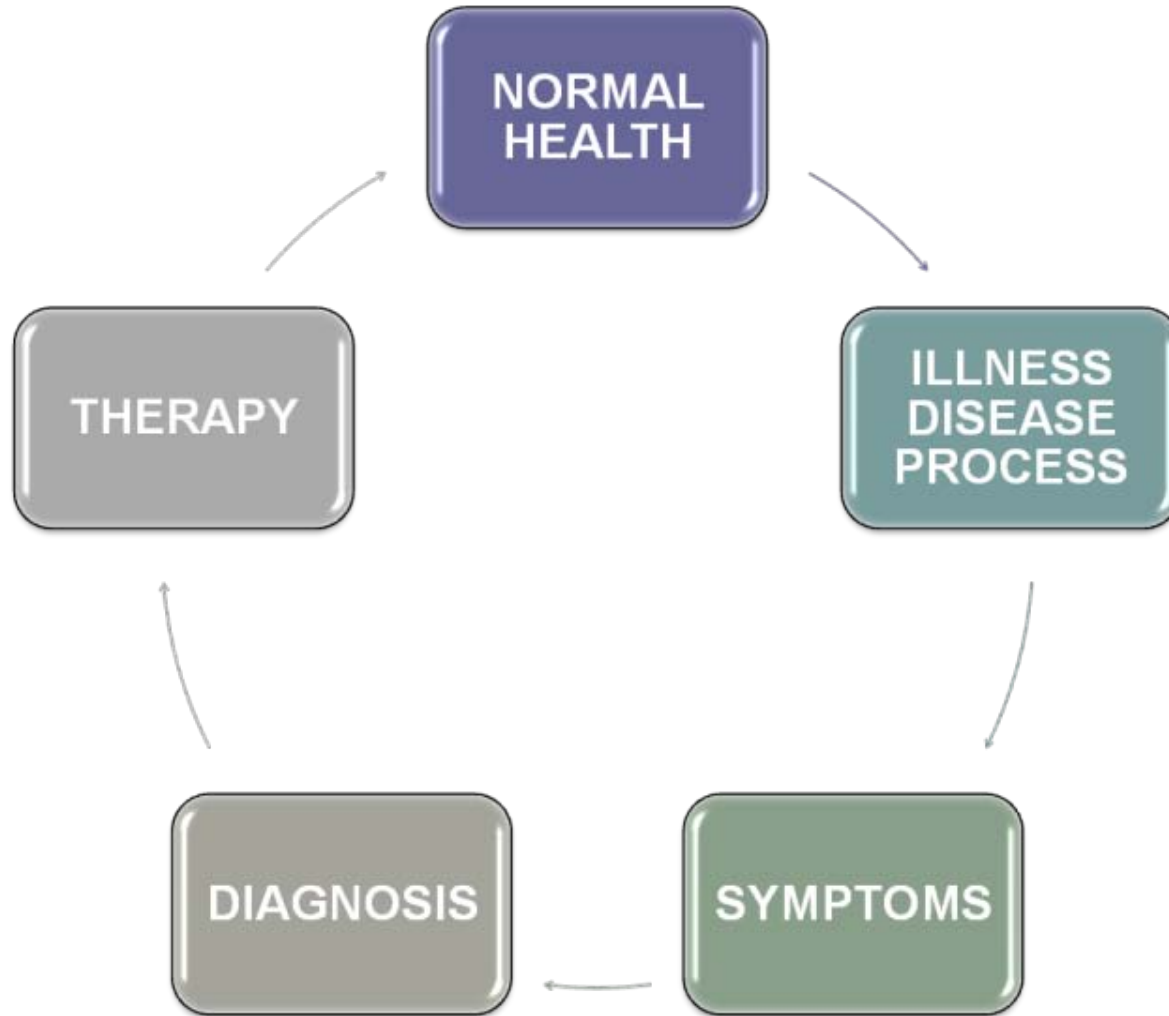 NORMAL
HEALTH
ILLNESS
DISEASE
PROCESS
SYMPTOMS
DIAGNOSIS
THERAPY